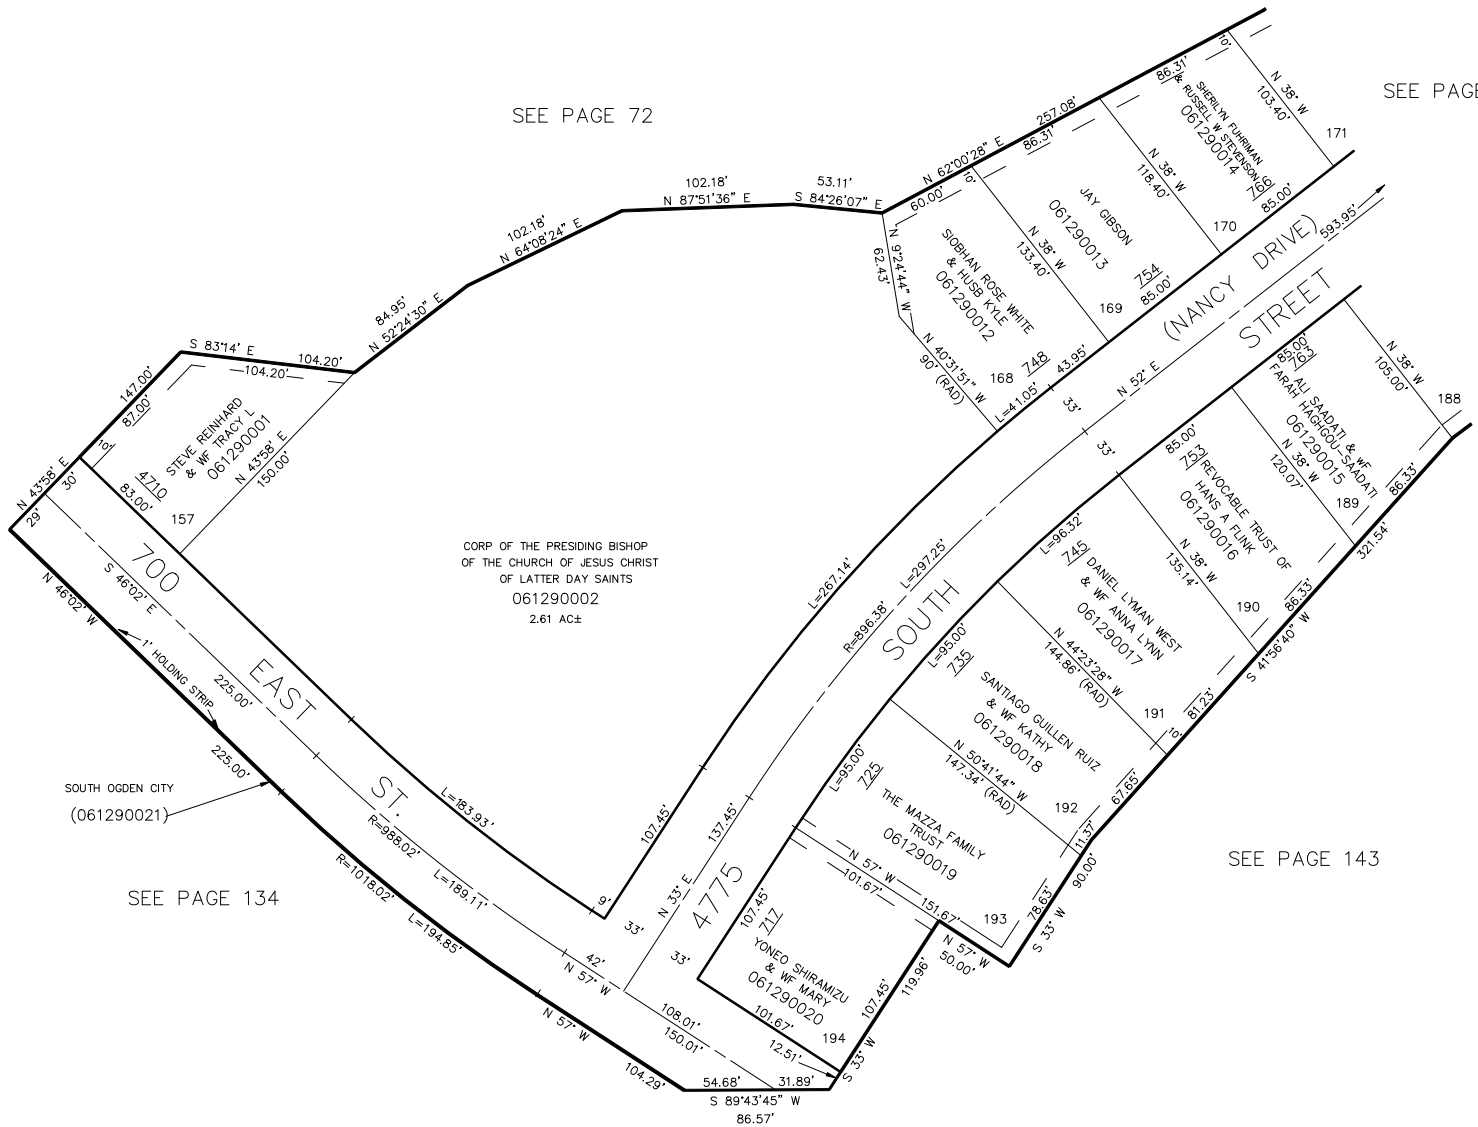 SEE PAGE 72
SEE PAGE
86.31'
10'
N 38° W
103.40'
171
SHERILYN FUHRIMAN
& RUSSELL W STEVENSON
061290014
766
85.00'
257.08'
N 62°00'28" E
86.31'
N 38° W
118.40'
170
JAY GIBSON
061290013
754
85.00'
169
10'
60.00'
N 38° W
133.40'
SIOBHAN ROSE WHITE
& HUSB KYLE
061290012
748
168
43.95'
N 9°24'44" W
62.43'
N 40°31'51" W
90' (RAD)
L=41.05'
53.11'
S 84°26'07" E
102.18'
N 87°51'36" E
102.18'
N 64°08'24" E
84.95'
N 52°24'30" E
S 83°14' E
104.20'
104.20'
147.00'
87.00'
STEVE REINHARD
& WF TRACY L
061290001
4710
N 43°58' E
150.00'
83.00'
157
10'
N 43°58' E
30'
29'
700
EAST
ST.
S 46°02' E
225.00'
N 46°02' W
1' HOLDING STRIP
225.00'
SOUTH OGDEN CITY
(061290021)
SEE PAGE 134
CORP OF THE PRESIDING BISHOP
OF THE CHURCH OF JESUS CHRIST
OF LATTER DAY SAINTS
061290002
2.61 AC±
(NANCY DRIVE)
593.95'
STREET
N 52° E
33'
33'
L=267.14'
L=297.25'
R=896.38'
SOUTH
4775
107.45'
137.45'
N 33° E
33'
33'
9'
42'
N 57° W
L=183.93'
R=988.02'
L=189.11'
R=1018.02'
L=194.85'
N 57° W
104.29'
108.01'
150.01'
54.68'
31.89'
S 89°43'45" W
86.57'
12.51'
101.67'
S 33° W
85.00'
763
ALI SAADATI & WF
FARAH HAGHGOU-SAADATI
061290015
N 38° W
105.00'
188
86.33'
189
N 38° W
120.07'
85.00'
753
REVOCABLE TRUST OF
HANS A FLINK
061290016
321.54'
86.33'
190
N 38° W
135.14'
S 41°56'40" W
L=96.32'
745
DANIEL LYMAN WEST
& WF ANNA LYNN
061290017
191
81.23'
10'
N 44°23'28" W
144.86' (RAD)
L=95.00'
735
SANTIAGO GUILLEN RUIZ
& WF KATHY
061290018
192
67.65'
N 50°41'44" W
147.34' (RAD)
L=95.00'
725
THE MAZZA FAMILY
TRUST
061290019
193
11.37'
90.00'
78.63'
S 33° W
N 57° W
101.67'
151.67'
N 57° W
50.00'
107.45'
717
YONEO SHIRAMIZU
& WF MARY
061290020
194
107.45'
119.96'
SEE PAGE 143